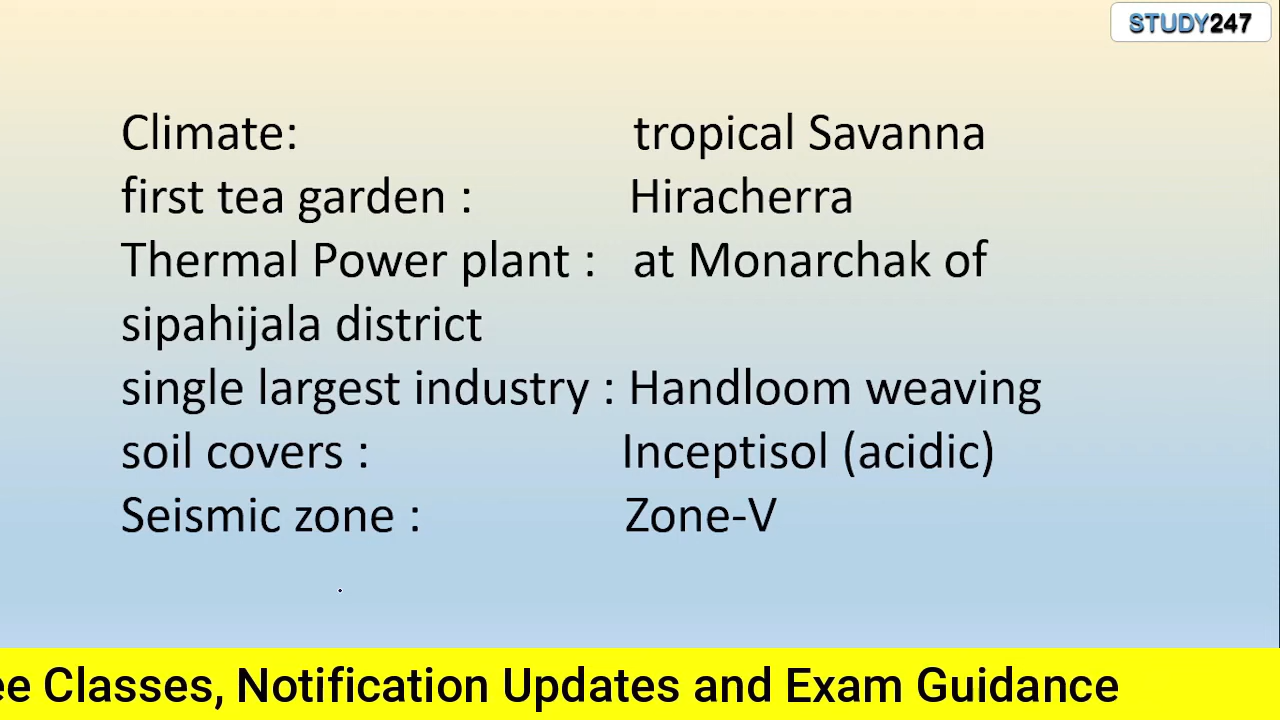 STUDY247
Climate: tropical Savanna
first tea garden : Hiracherra
Thermal Power plant : at Monarchak of
sipahijala district
single largest industry : Handloom weaving
soil covers : Inceptisol (acidic)
Seismic zone : Zone-V
ee Classes, Notification Updates and Exam Guidance